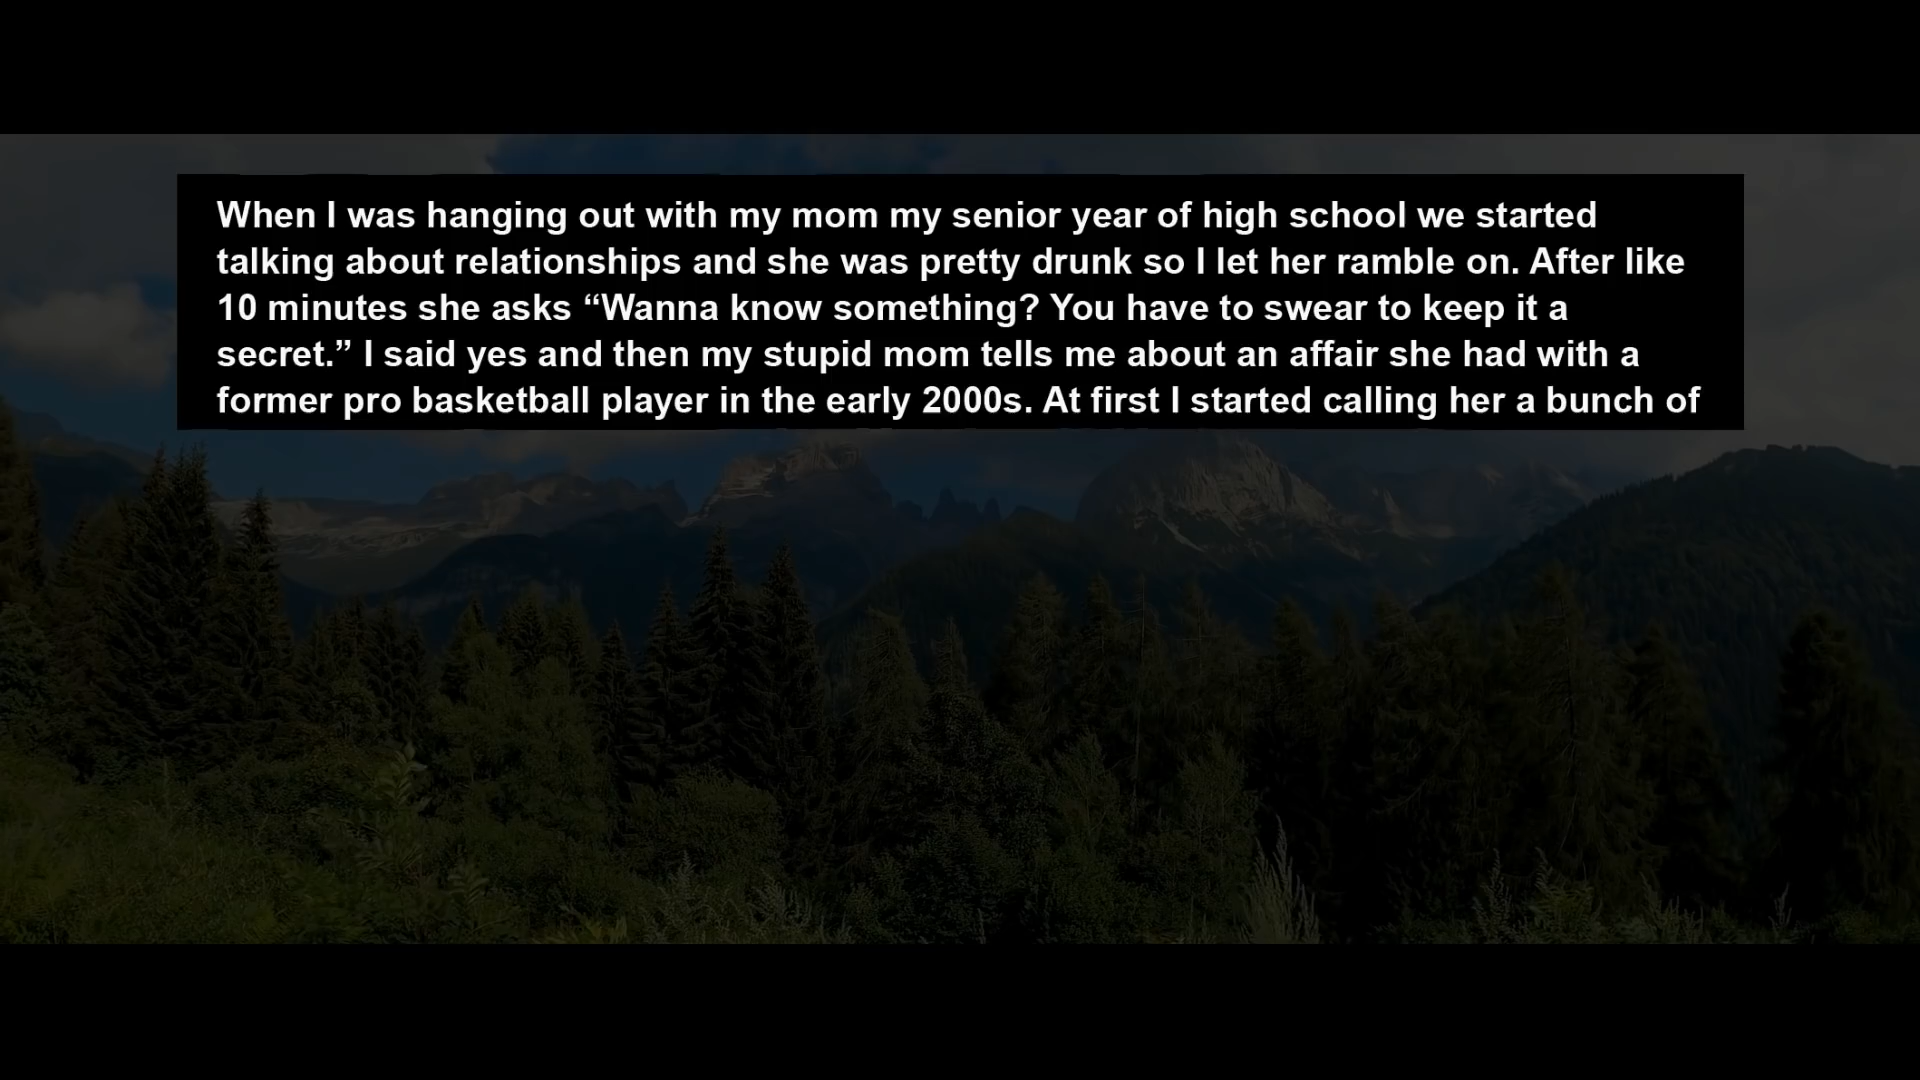 When I was hanging out with my mom my senior year of high school we started
talking about relationships and she was pretty drunk so I let her ramble on. After like
10 minutes she asks “Wanna know something? You have to swear to keep it a
secret.” I said yes and then my stupid mom tells me about an affair she had with a
former pro basketball player in the early 2000s. At first I started calling her a bunch of